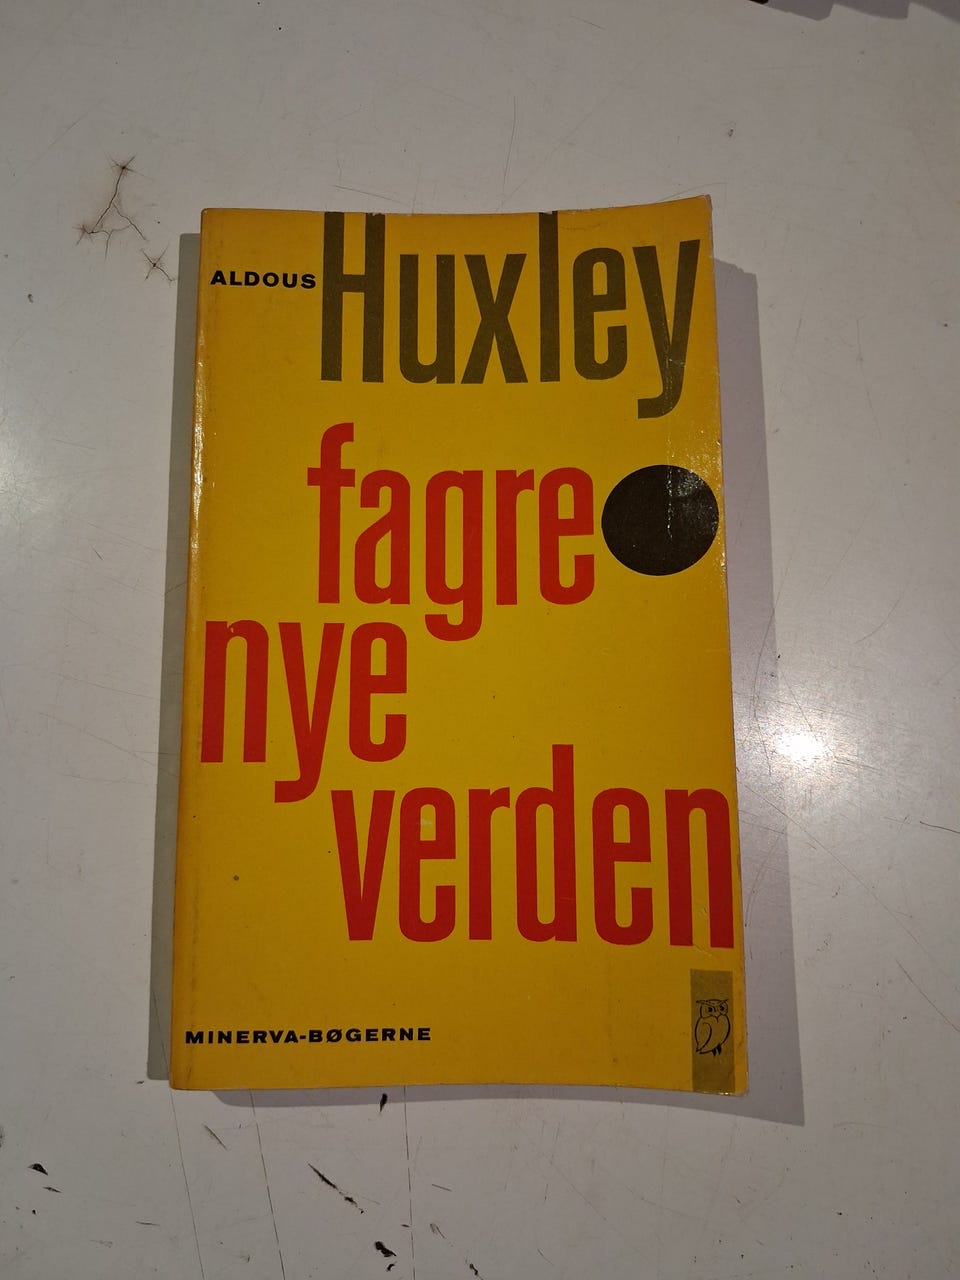 ALDOUS Huxley
fagre
nye
verden
MINERVA-BØGERNE